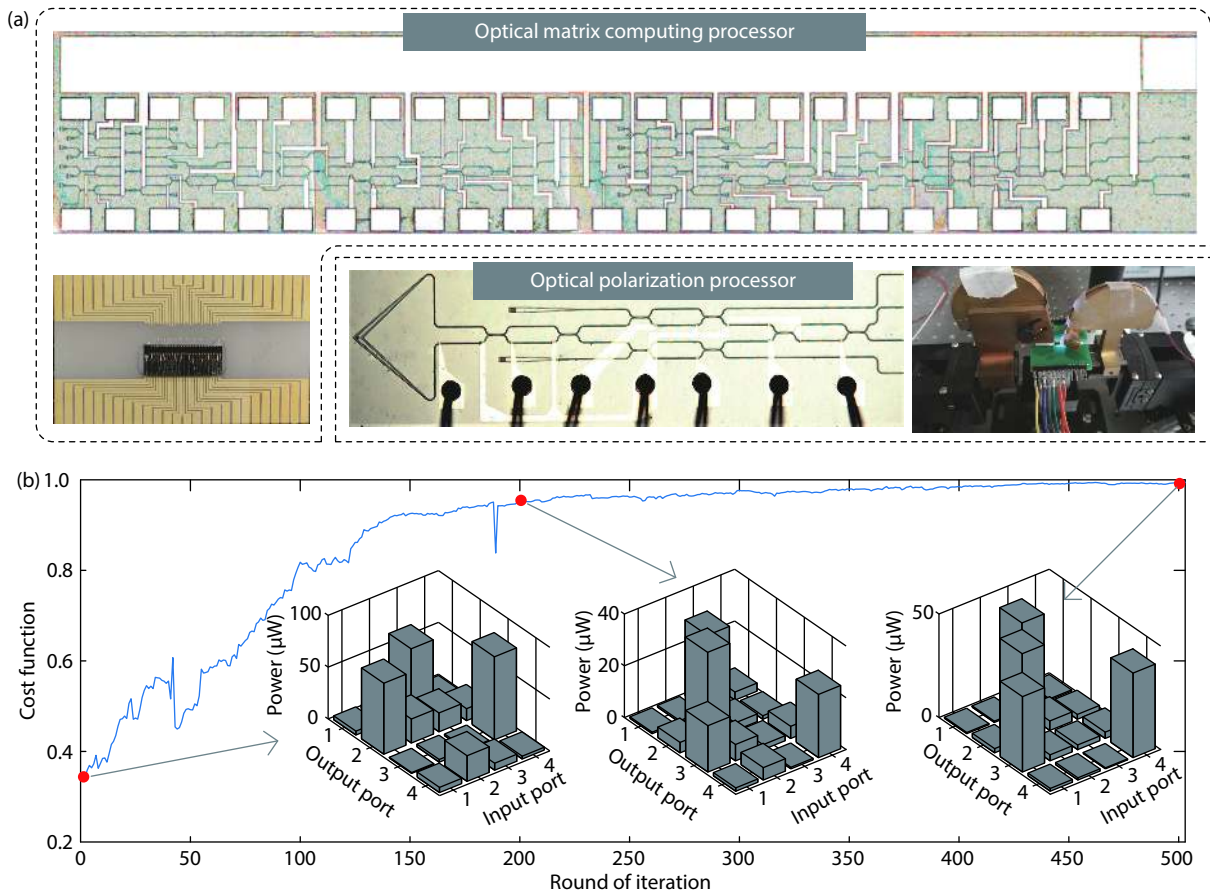 (a)
Optical matrix computing processor
Optical polarization processor
(b)
1.0
0.8
0.6
0.4
0.2
Cost function
0 50 100 150 200 250 300 350 400 450 500
Round of iteration
100
50
0
Power (μW)
1
2
3
4
Output port
1
2
3
4
Input port
40
20
0
Power (μW)
1
2
3
4
Output port
1
2
3
4
Input port
50
0
Power (μW)
1
2
3
4
Output port
1
2
3
4
Input port